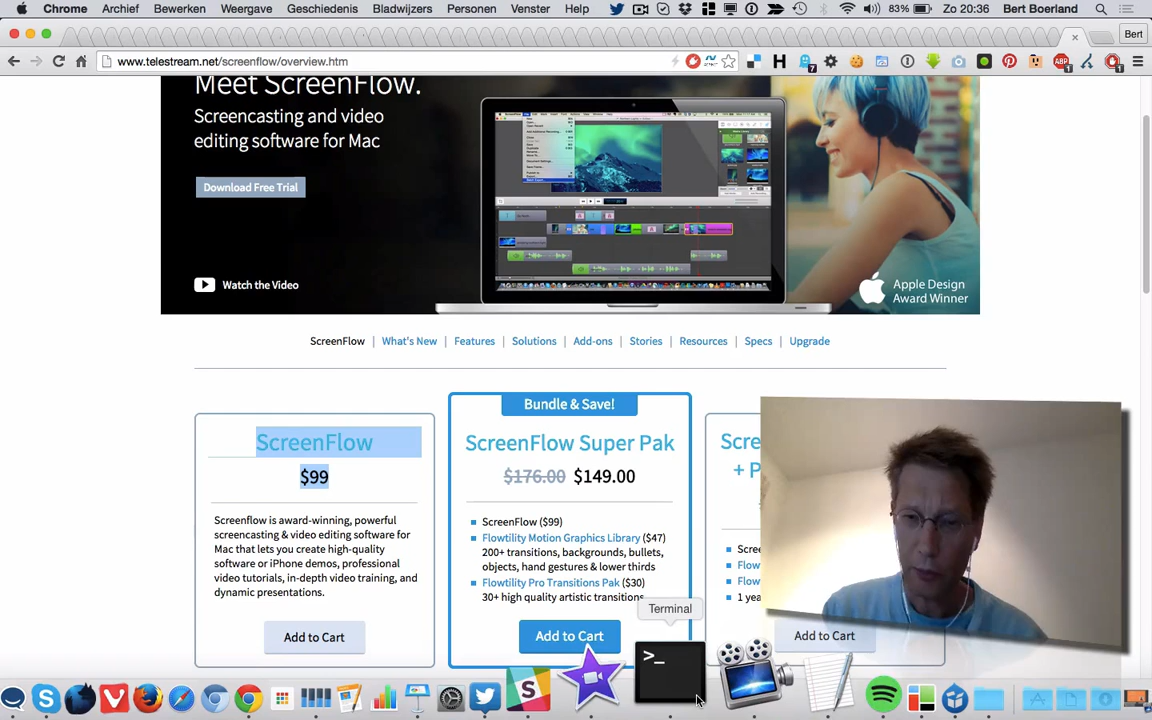 Chrome Archief Bewerken Weergave Geschiedenis Bladwijzers Personen Venster Help 83% Zo 20:36 Bert Boerland
Bert
www.telestream.net/screenflow/overview.htm
Meet ScreenFlow.
Screencasting and video
editing software for Mac
Download Free Trial
Watch the Video
Apple Design
Award Winner
ScreenFlow | What's New | Features | Solutions | Add-ons | Stories | Resources | Specs | Upgrade
ScreenFlow
$99
Screenflow is award-winning, powerful
screencasting & video editing software for
Mac that lets you create high-quality
software or iPhone demos, professional
video tutorials, in-depth video training, and
dynamic presentations.
Add to Cart
Bundle & Save!
ScreenFlow Super Pak
$176.00 $149.00
ScreenFlow ($99)
Flowtility Motion Graphics Library ($47)
200+ transitions, backgrounds, bullets,
objects, hand gestures & lower thirds
Flowtility Pro Transitions Pak ($30)
30+ high quality artistic transitions
Add to Cart
Scre
+ P
Scree
Flow
Flow
1 yea
Add to Cart
Terminal
>_